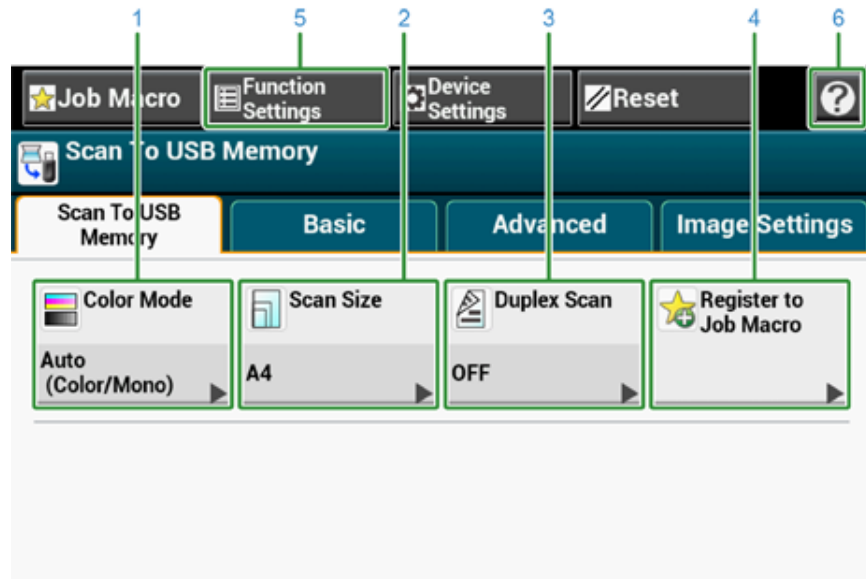 1 5 2 3 4 6
Job Macro
Function
Settings
Device
Settings
Reset
?
Scan To USB Memory
Scan To USB
Memory
Basic
Advanced
Image Settings
Color Mode
Auto
(Color/Mono)
Scan Size
A4
Duplex Scan
OFF
Register to
Job Macro